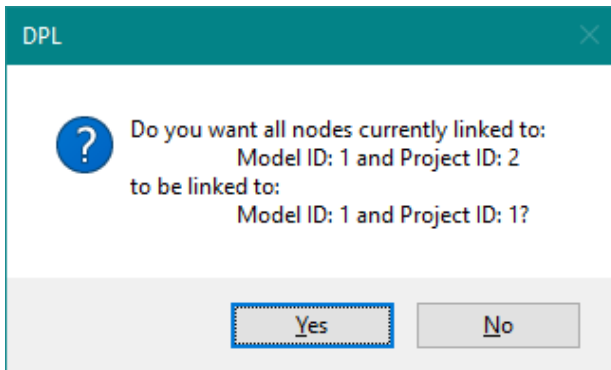 DPL
Do you want all nodes currently linked to:
Model ID: 1 and Project ID: 2
to be linked to:
Model ID: 1 and Project ID: 1?
Yes
No